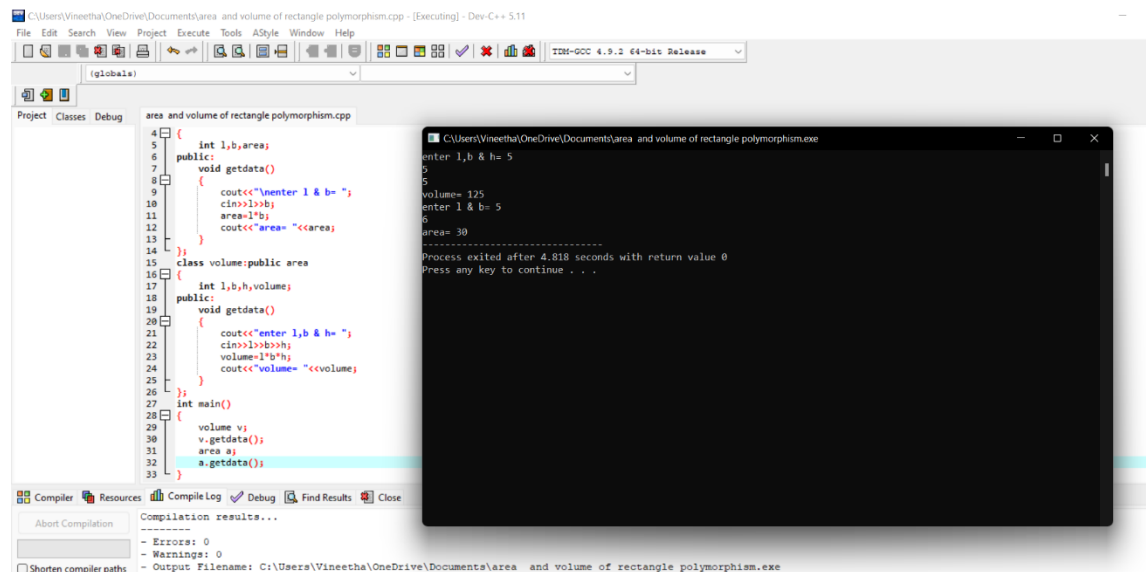 C:\Users\Vineetha\OneDrive\Documents\area and volume of rectangle polymorphism.cpp - [Executing] - Dev-C++ 5.11
File Edit Search View Project Execute Tools AStyle Window Help
TDM-GCC 4.9.2 64-bit Release
(globals)
Project Classes Debug
area and volume of rectangle polymorphism.cpp
4 {
5 int l,b,area;
6 public:
7 void getdata()
8 {
9 cout<<"\nenter l & b= ";
10 cin>>l>>b;
11 area=l*b;
12 cout<<"area= "<<area;
13 }
14 };
15 class volume:public area
16 {
17 int l,b,h,volume;
18 public:
19 void getdata()
20 {
21 cout<<"enter l,b & h= ";
22 cin>>l>>b>>h;
23 volume=l*b*h;
24 cout<<"volume= "<<volume;
25 }
26 };
27 int main()
28 {
29 volume v;
30 v.getdata();
31 area a;
32 a.getdata();
33 }
C:\Users\Vineetha\OneDrive\Documents\area and volume of rectangle polymorphism.exe
enter l,b & h= 5
5
5
volume= 125
enter l & b= 5
6
area= 30
--------------------------------
Process exited after 4.818 seconds with return value 0
Press any key to continue . . .
Compiler Resources Compile Log Debug Find Results Close
Abort Compilation
Shorten compiler paths
Compilation results...
--------
- Errors: 0
- Warnings: 0
- Output Filename: C:\Users\Vineetha\OneDrive\Documents\area and volume of rectangle polymorphism.exe